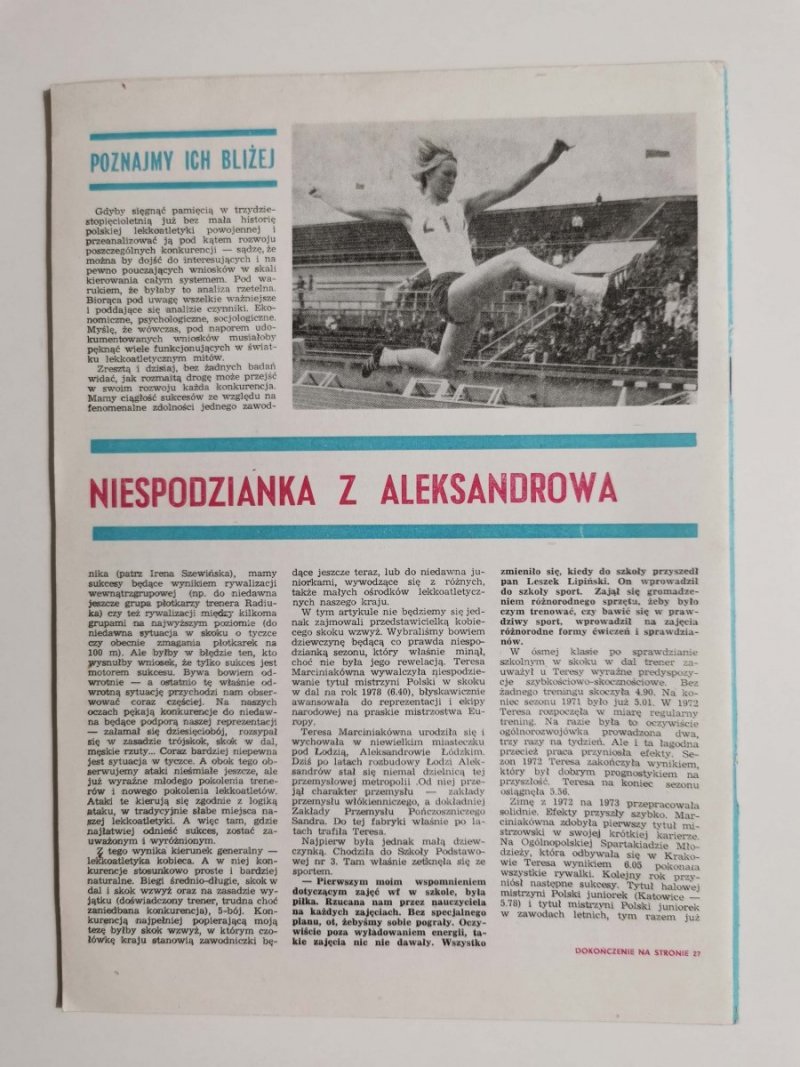 POZNAJMY ICH BLIŻEJ
Gdyby sięgnąć pamięcią w trzydzie-
stopięcioletnią już bez mała historię
polskiej lekkoatletyki powojennej i
przeanalizować ją pod kątem rozwoju
poszczególnych konkurencji — sądzę, że
można by dojść do interesujących i na
pewno pouczających wniosków w skali
kierowania całym systemem. Pod wa-
rukiem, że byłaby to analiza rzetelna.
Biorąca pod uwagę wszelkie ważniejsze
i poddające się analizie czynniki. Eko-
nomiczne, psychologiczne, socjologiczne.
Myślę, że wówczas, pod naporem udo-
kumentowanych wniosków musiałoby
pęknąć wiele funkcjonujących w świat-
ku lekkoatletycznym mitów.
Zresztą i dzisiaj, bez żadnych badań
widać, jak rozmaitą drogę może przejść
w swoim rozwoju każda konkurencja.
Mamy ciągłość sukcesów ze względu na
fenomenalne zdolności jednego zawod-
NIESPODZIANKA Z ALEKSANDROWA
nika (patrz Irena Szewińska), mamy
sukcesy będące wynikiem rywalizacji
wewnątrzgrupowej (np. do niedawna
jeszcze grupa płotkarzy trenera Radiu-
ka) czy też rywalizacji między kilkoma
grupami na najwyższym poziomie (do
niedawna sytuacja w skoku o tyczce
czy obecnie zmagania płotkarek na
100 m). Ale byłby w błędzie ten, kto
wysnułby wniosek, że tylko sukces jest
motorem sukcesu. Bywa bowiem od-
wrotnie — a ostatnio tę właśnie od-
wrotną sytuację przychodzi nam obser-
wować coraz częściej. Na naszych
oczach pękają konkurencje do niedaw-
na będące podporą naszej reprezentacji
— załamał się dziesięciobój, rozsypał
się w zasadzie trójskok, skok w dal,
męskie rzuty... Coraz bardziej niepewna
jest sytuacja w tyczce. A obok tego ob-
serwujemy ataki nieśmiałe jeszcze, ale
już wyraźne młodego pokolenia trene-
rów i nowego pokolenia lekkoatletów.
Ataki te kierują się zgodnie z logiką
ataku, w tradycyjnie słabe miejsca na-
szej lekkoatletyki. A więc tam, gdzie
najłatwiej odnieść sukces, zostać za-
uważonym i wyróżnionym.
Z tego wynika kierunek generalny —
lekkoatletyka kobieca. A w niej kon-
kurencje stosunkowo proste i bardziej
naturalne. Biegi średnio-długie, skok w
dal i skok wzwyż oraz na zasadzie wy-
jątku (doświadczony trener, trudna choć
zaniedbana konkurencja), 5-bój. Kon-
kurencją najpełniej popierającą moją
tezę byłby skok wzwyż, w którym czo-
łówkę kraju stanowią zawodniczki bę-
dące jeszcze teraz, lub do niedawna ju-
niorkami, wywodzące się z różnych,
także małych ośrodków lekkoatletycz-
nych naszego kraju.
W tym artykule nie będziemy się jed-
nak zajmowali przedstawicielką kobie-
cego skoku wzwyż. Wybraliśmy bowiem
dziewczynę będącą co prawda niespo-
dzianką sezonu, który właśnie minął,
choć nie była jego rewelacją. Teresa
Marciniakówna wywalczyła niespodzie-
wanie tytuł mistrzyni Polski w skoku
w dal na rok 1978 (6.40), błyskawicznie
awansowała do reprezentacji i ekipy
narodowej na praskie mistrzostwa Eu-
ropy.
Teresa Marciniakówna urodziła się i
wychowała w niewielkim miasteczku
pod Łodzią, Aleksandrowie Łódzkim.
Dziś po latach rozbudowy Łodzi Alek-
sandrów stał się niemal dzielnicą tej
przemysłowej metropolii .Od niej prze-
jął charakter przemysłu — zakłady
przemysłu włókienniczego, a dokładniej
Zakłady Przemysłu Pończoszniczego
Sandra. Do tej fabryki właśnie po la-
tach trafiła Teresa.
Najpierw była jednak małą dziew-
czynką. Chodziła do Szkoły Podstawo-
wej nr 3. Tam właśnie zetknęła się ze
sportem.
— Pierwszym moim wspomnieniem
dotyczącym zajęć wf w szkole, była
piłka. Rzucana nam przez nauczyciela
na każdych zajęciach. Bez specjalnego
planu, ot, żebyśmy sobie pograły. Oczy-
wiście poza wyładowaniem energii, ta-
kie zajęcia nic nie dawały. Wszystko
zmieniło się, kiedy do szkoły przyszedł
pan Leszek Lipiński. On wprowadził
do szkoły sport. Zajął się gromadze-
niem różnorodnego sprzętu, żeby było
czym trenować, czy bawić się w praw-
dziwy sport, wprowadził na zajęcia
różnorodne formy ćwiczeń i sprawdzia-
nów.
W ósmej klasie po sprawdzianie
szkolnym w skoku w dal trener za-
uważył u Teresy wyraźne predyspozy-
cje szybkościowo-skocznościowe. Bez
żadnego treningu skoczyła 4.90. Na ko-
niec sezonu 1971 było już 5.01. W 1972
Teresa rozpoczęła w miarę regularny
trening. Na razie była to oczywiście
ogólnorozwojówka prowadzona dwa,
trzy razy na tydzień. Ale i ta łagodna
przecież praca przyniosła efekty. Se-
zon 1972 Teresa zakończyła wynikiem,
który był dobrym prognostykiem na
przyszłość. Teresa na koniec sezonu
osiągnęła 5.56.
Zimę z 1972 na 1973 przepracowała
solidnie. Efekty przyszły szybko. Mar-
ciniakówna zdobyła pierwszy tytuł mi-
strzowski w swojej krótkiej karierze.
Na Ogólnopolskiej Spartakiadzie Mło-
dzieży, która odbywała się w Krako-
wie Teresa wynikiem 6.05 pokonała
wszystkie rywalki. Kolejny rok przy-
niósł następne sukcesy. Tytuł halowej
mistrzyni Polski juniorek (Katowice —
5.78) i tytuł mistrzyni Polski juniorek
w zawodach letnich, tym razem już
DOKOŃCZENIE NA STRONIE 27